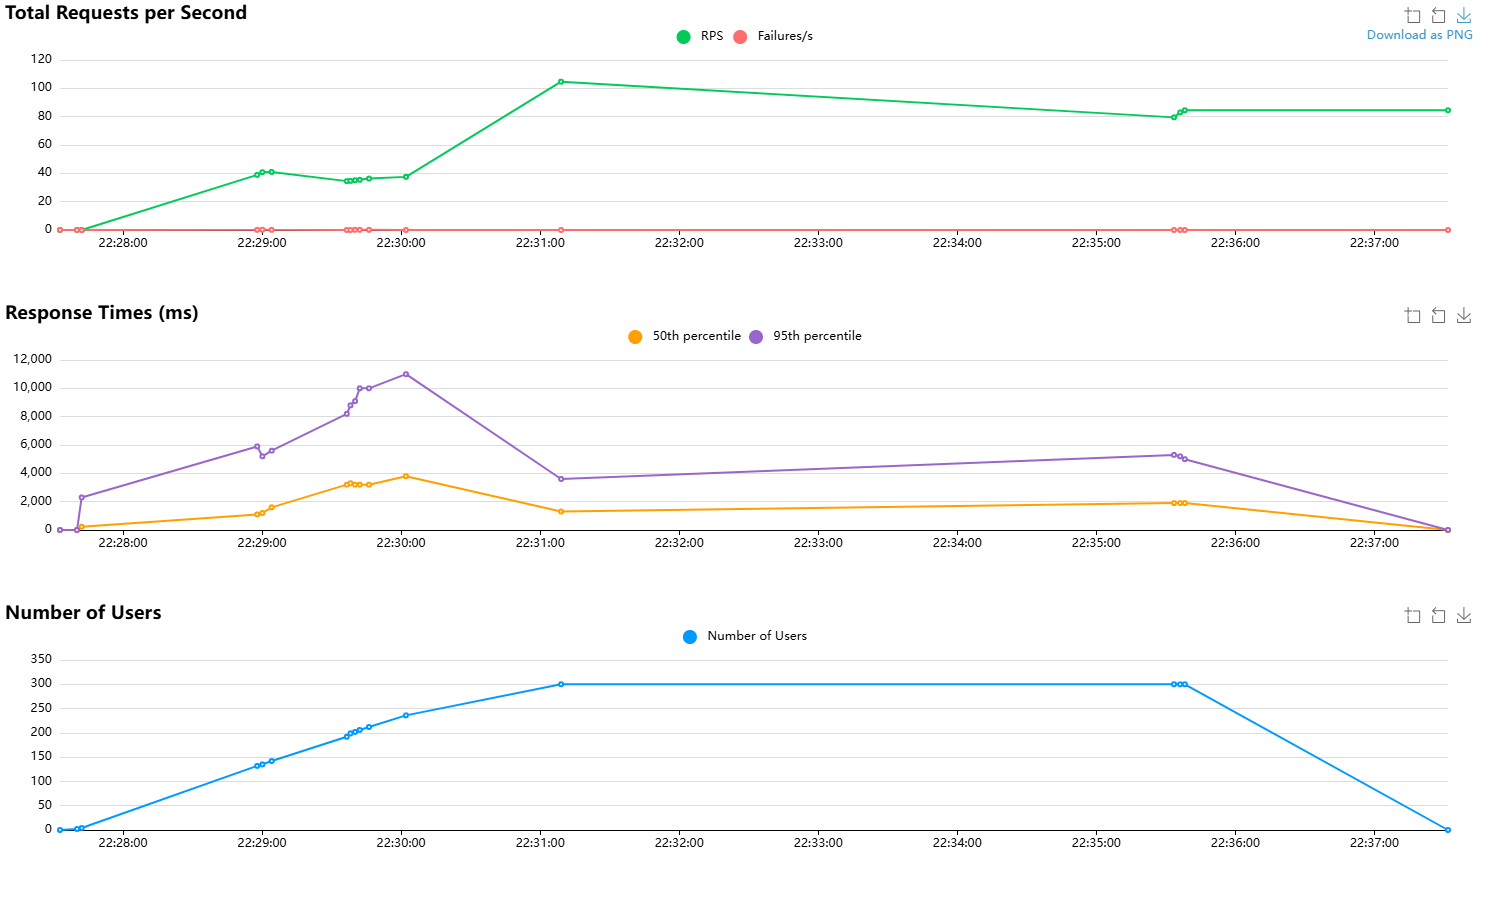 Total Requests per Second
Download as PNG
RPS Failures/s
120
100
80
60
40
20
0
22:28:00 22:29:00 22:30:00 22:31:00 22:32:00 22:33:00 22:34:00 22:35:00 22:36:00 22:37:00
Response Times (ms)
50th percentile 95th percentile
12,000
10,000
8,000
6,000
4,000
2,000
0
22:28:00 22:29:00 22:30:00 22:31:00 22:32:00 22:33:00 22:34:00 22:35:00 22:36:00 22:37:00
Number of Users
Number of Users
350
300
250
200
150
100
50
0
22:28:00 22:29:00 22:30:00 22:31:00 22:32:00 22:33:00 22:34:00 22:35:00 22:36:00 22:37:00